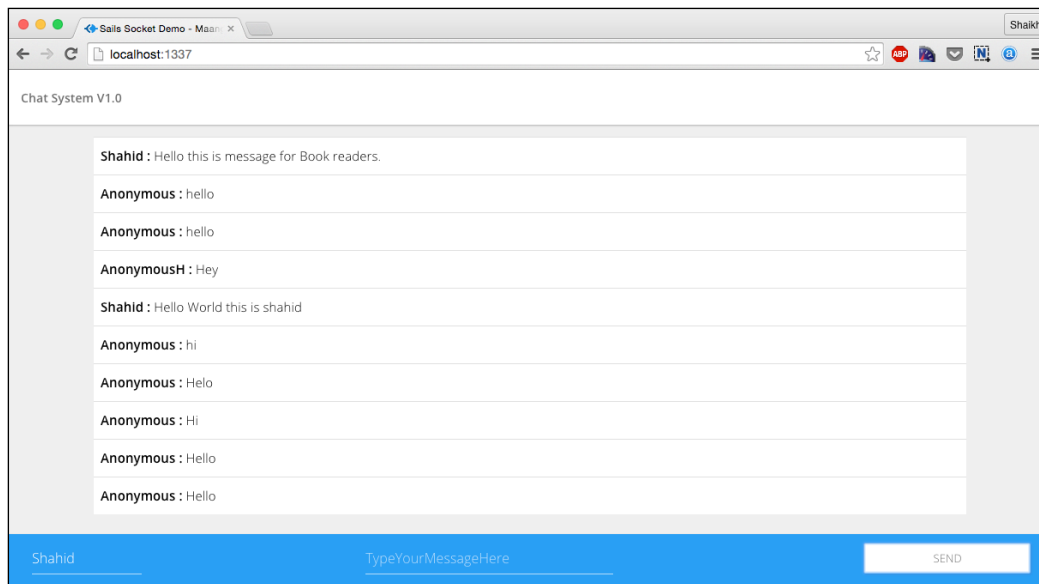 Sails Socket Demo - Maan
Shaikh
localhost:1337
ABP
N
a
Chat System V1.0
Shahid : Hello this is message for Book readers.
Anonymous : hello
Anonymous : hello
AnonymousH : Hey
Shahid : Hello World this is shahid
Anonymous : hi
Anonymous : Helo
Anonymous : Hi
Anonymous : Hello
Anonymous : Hello
Shahid
TypeYourMessageHere
SEND